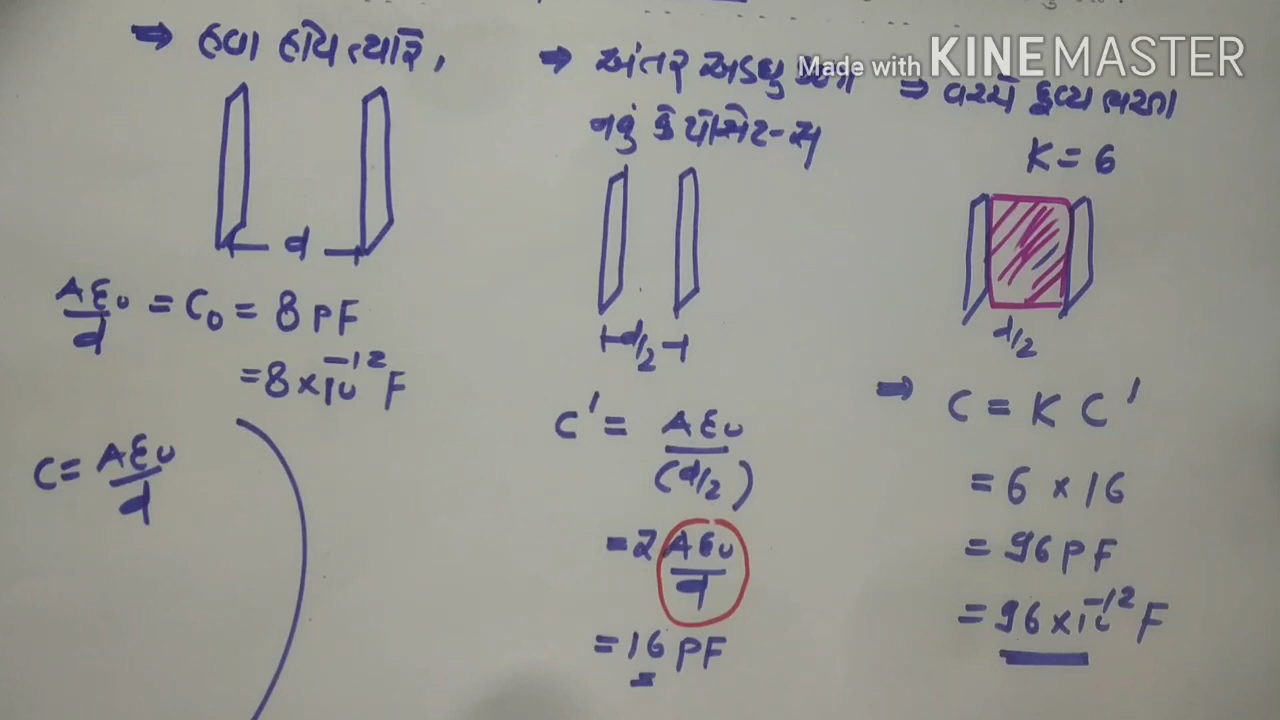 ⇒ હવા હોય ત્યારે,
d
Aε₀/d = C₀ = 8 PF
= 8 × 10⁻¹² F
C = Aε₀/d
⇒ અંતર અડધુ
નવું કેપેસિટન્સ
d/2
C' = Aε₀/(d/2)
= 2 Aε₀/d
= 16 PF
Made with KINEMASTER
⇒ વચ્ચે દ્રવ્ય ભરતા
K = 6
d/2
⇒ C = K C'
= 6 × 16
= 96 PF
= 96 × 10⁻¹² F